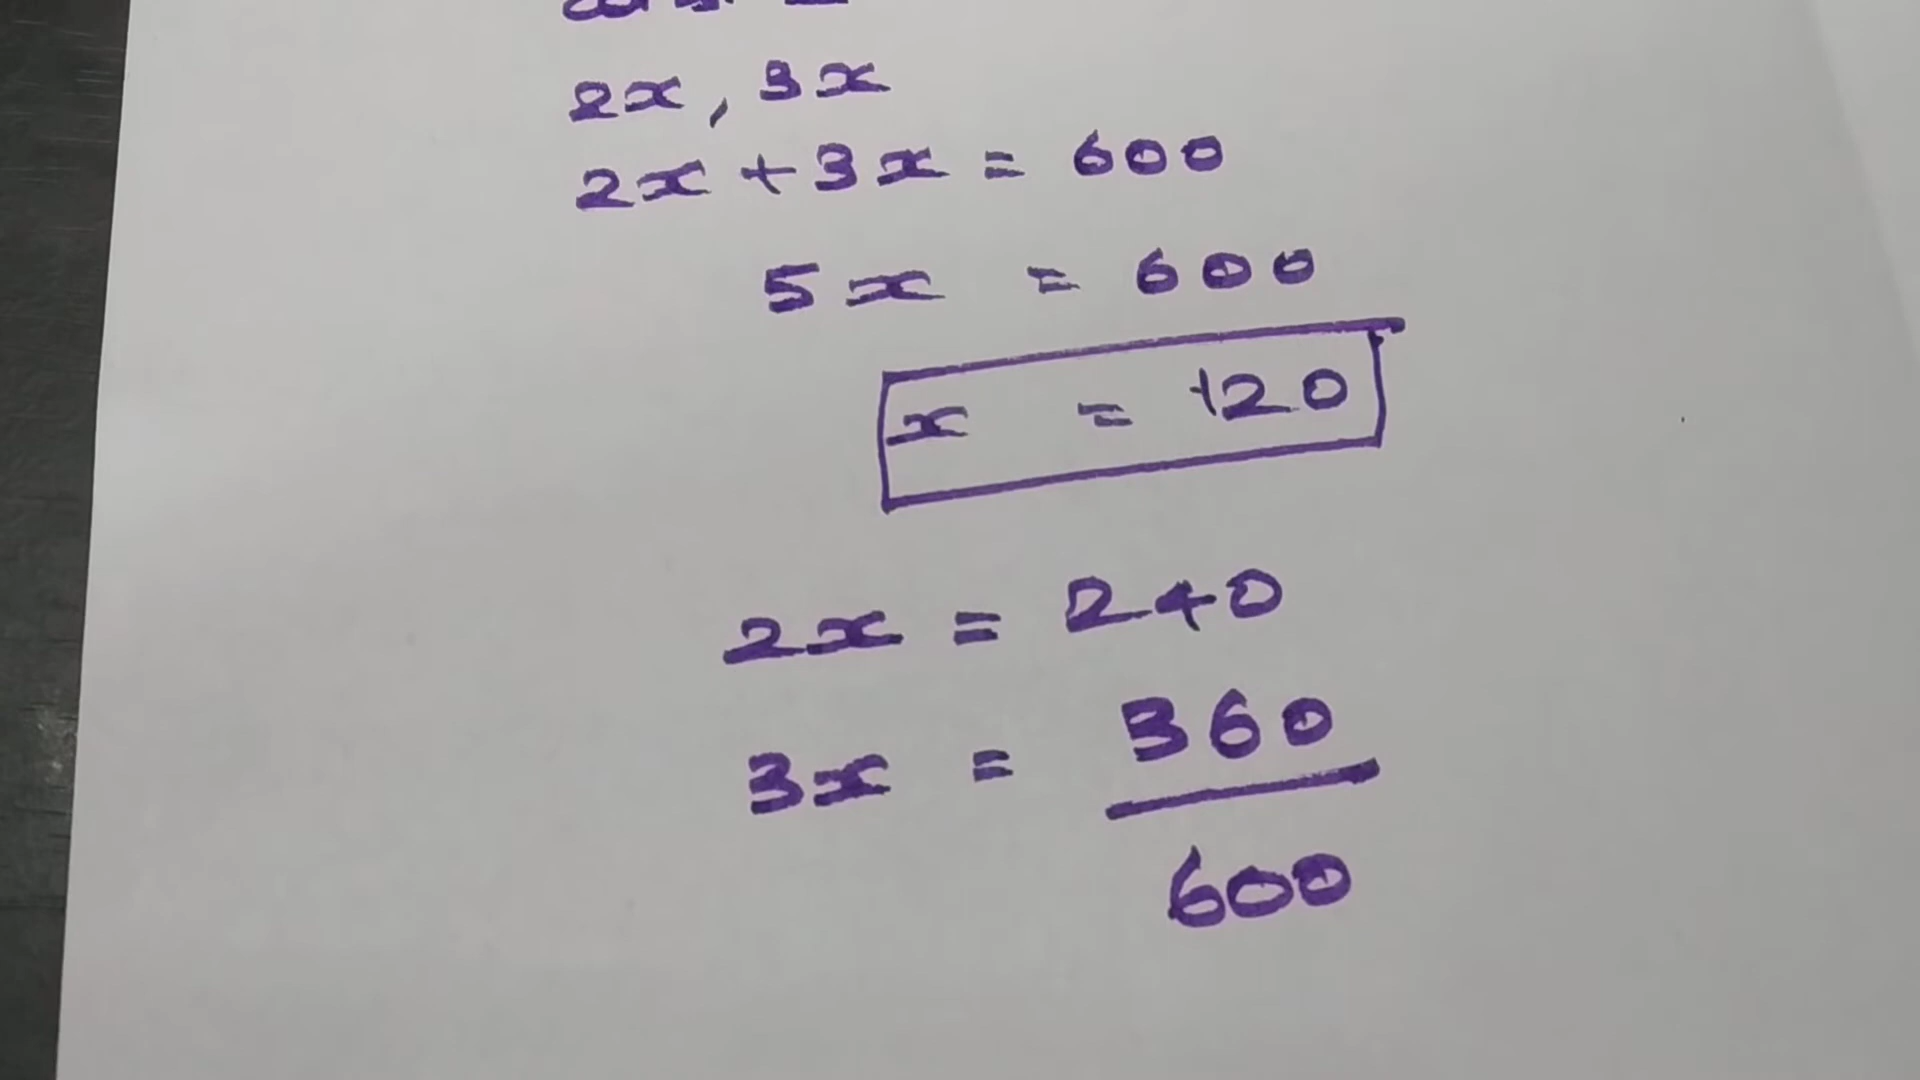 2x, 3x
2x + 3x = 600
5x = 600
x = 120
2x = 240
3x = 360
600